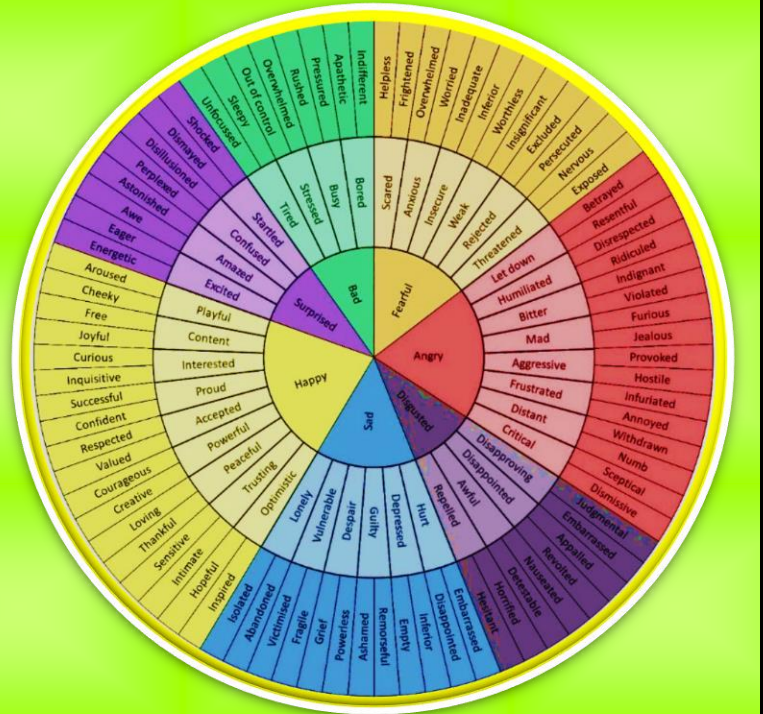 Bad
Fearful
Angry
Disgusted
Sad
Happy
Surprised
Tired
Stressed
Busy
Bored
Scared
Anxious
Insecure
Weak
Rejected
Threatened
Let down
Humiliated
Bitter
Mad
Aggressive
Frustrated
Distant
Critical
Disapproving
Disappointed
Awful
Repelled
Hurt
Depressed
Guilty
Despair
Vulnerable
Lonely
Optimistic
Trusting
Peaceful
Powerful
Accepted
Proud
Interested
Content
Playful
Excited
Amazed
Confused
Startled
Unfocussed
Sleepy
Out of control
Overwhelmed
Rushed
Pressured
Apathetic
Indifferent
Helpless
Frightened
Overwhelmed
Worried
Inadequate
Inferior
Worthless
Insignificant
Excluded
Persecuted
Nervous
Exposed
Betrayed
Resentful
Disrespected
Ridiculed
Indignant
Violated
Furious
Jealous
Provoked
Hostile
Infuriated
Annoyed
Withdrawn
Numb
Sceptical
Dismissive
Judgmental
Embarrassed
Appalled
Revolted
Nauseated
Detestable
Horrified
Hesitant
Embarrassed
Disappointed
Inferior
Empty
Remorseful
Ashamed
Powerless
Grief
Fragile
Victimised
Abandoned
Isolated
Inspired
Hopeful
Intimate
Sensitive
Thankful
Loving
Creative
Courageous
Valued
Respected
Confident
Successful
Inquisitive
Curious
Joyful
Free
Cheeky
Aroused
Energetic
Eager
Awe
Astonished
Perplexed
Disillusioned
Dismayed
Shocked